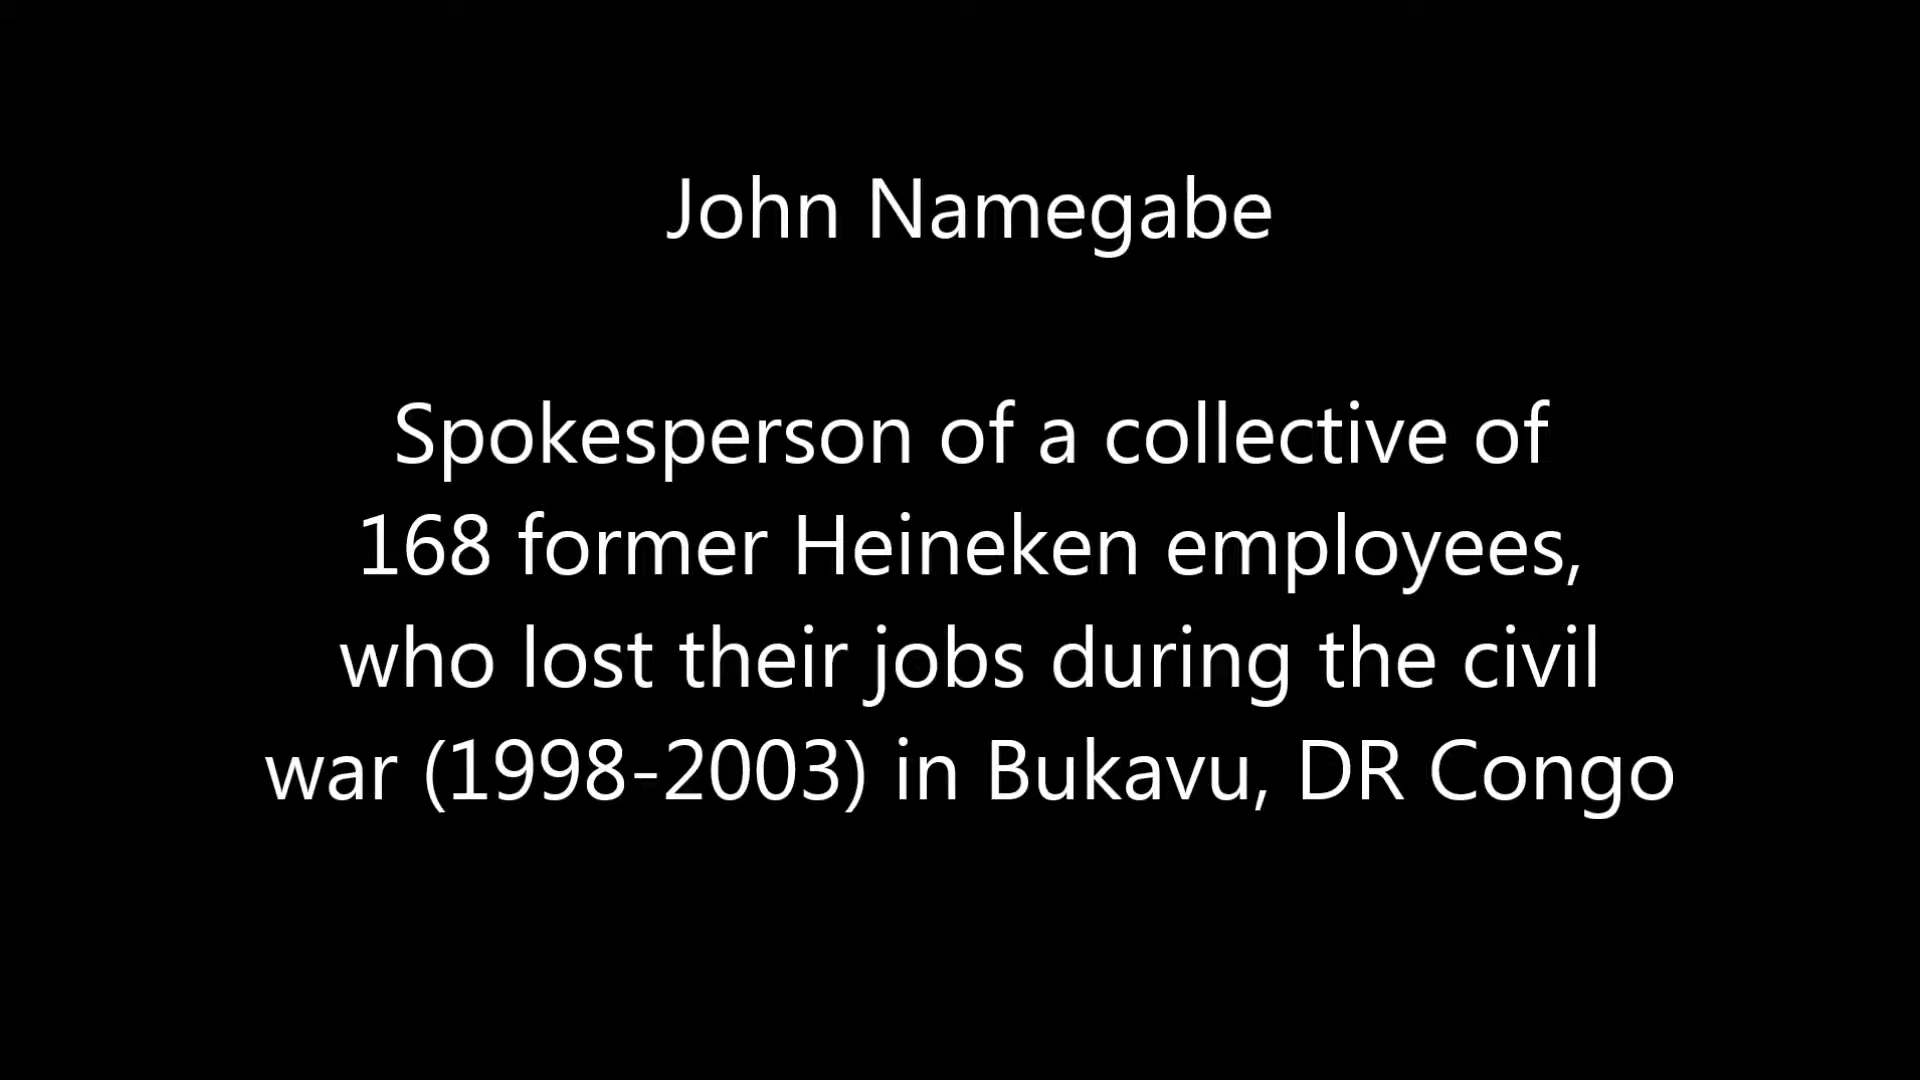 John Namegabe
Spokesperson of a collective of
168 former Heineken employees,
who lost their jobs during the civil
war (1998-2003) in Bukavu, DR Congo